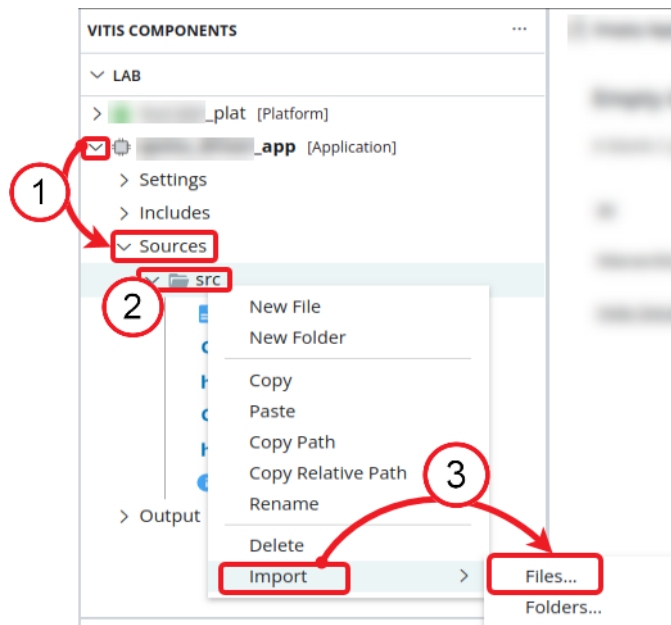 VITIS COMPONENTS ...
LAB
_plat [Platform]
_app [Application]
1
Settings
Includes
Sources
src
2
New File
New Folder
Copy
Paste
Copy Path
Copy Relative Path
3
Rename
Output
Delete
Import
Files...
Folders...